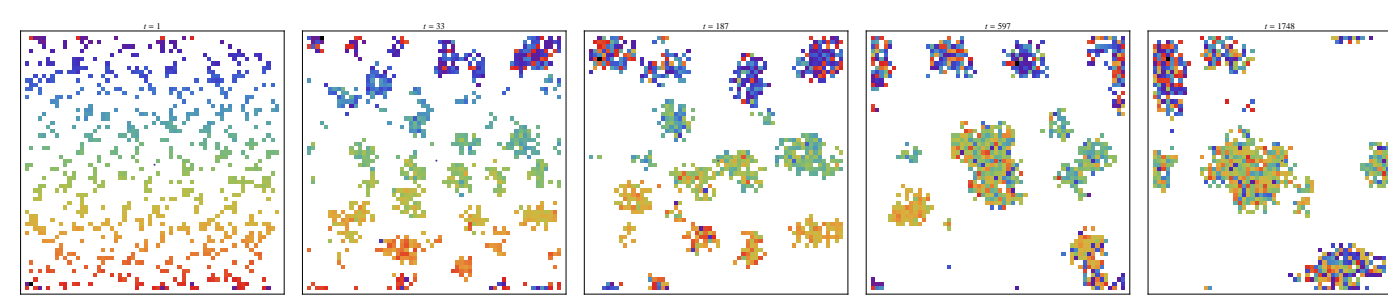 t = 1
t = 33
t = 187
t = 597
t = 1748